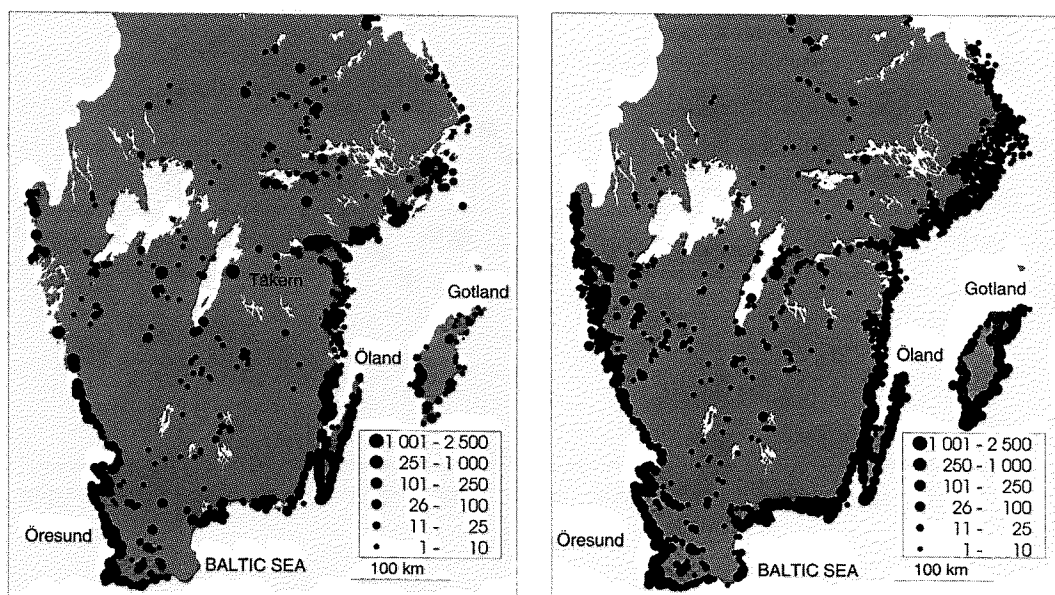 Tåkern
Gotland
Öland
1 001 - 2 500
251 - 1 000
101 - 250
26 - 100
11 - 25
1 - 10
Öresund
BALTIC SEA
100 km
Gotland
Öland
1 001 - 2 500
250 - 1 000
101 - 250
26 - 100
11 - 25
1 - 10
Öresund
BALTIC SEA
100 km